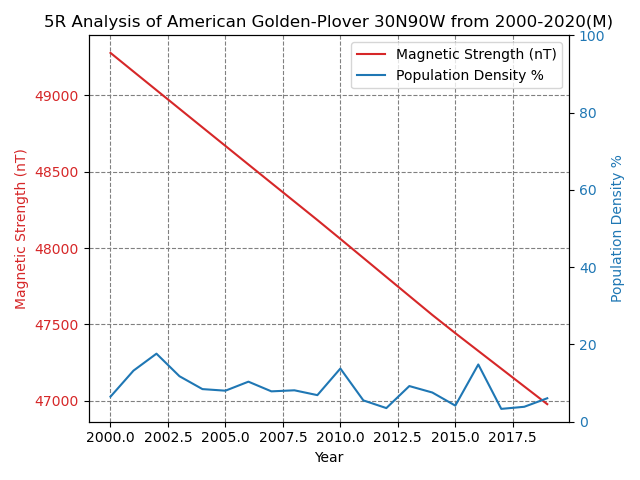 5R Analysis of American Golden-Plover 30N90W from 2000-2020(M)
Magnetic Strength (nT)
Population Density %
49000
48500
48000
47500
47000
Magnetic Strength (nT)
100
80
60
40
20
0
Population Density %
2000.0 2002.5 2005.0 2007.5 2010.0 2012.5 2015.0 2017.5
Year